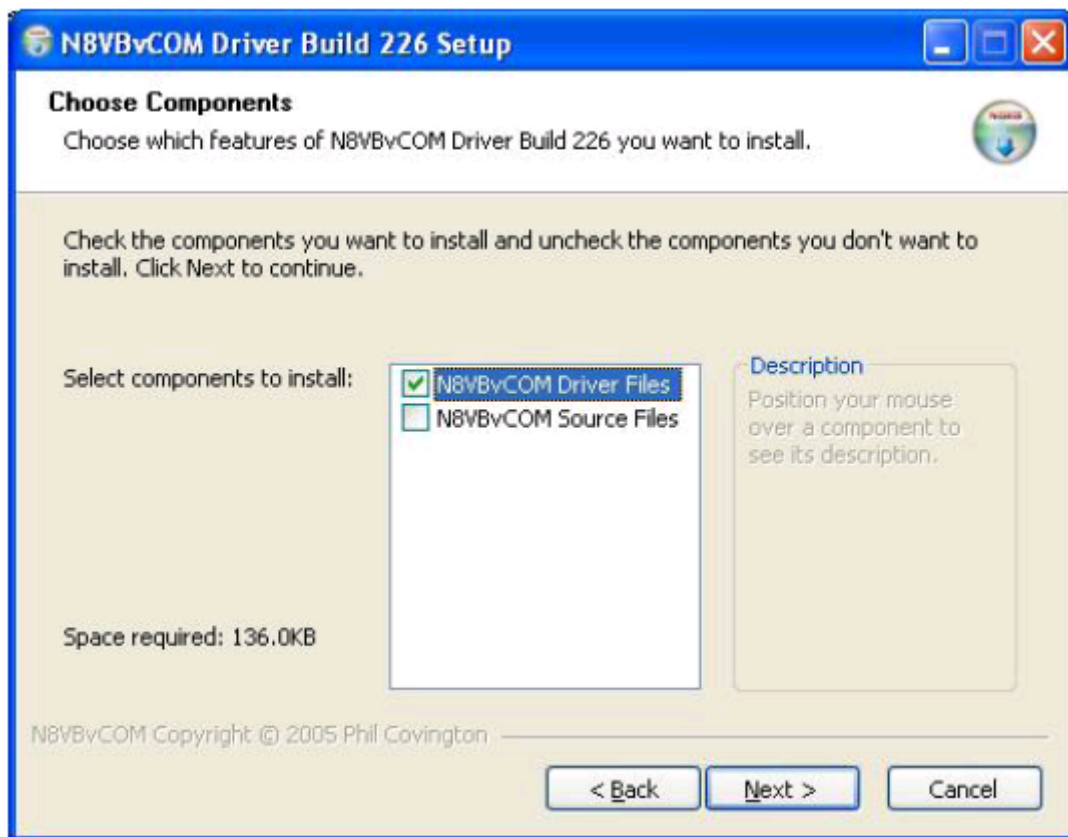 N8VBvCOM Driver Build 226 Setup
Choose Components
Choose which features of N8VBvCOM Driver Build 226 you want to install.
Check the components you want to install and uncheck the components you don't want to
install. Click Next to continue.
Select components to install:
N8VBvCOM Driver Files
N8VBvCOM Source Files
Description
Position your mouse
over a component to
see its description.
Space required: 136.0KB
N8VBvCOM Copyright © 2005 Phil Covington
< Back
Next >
Cancel